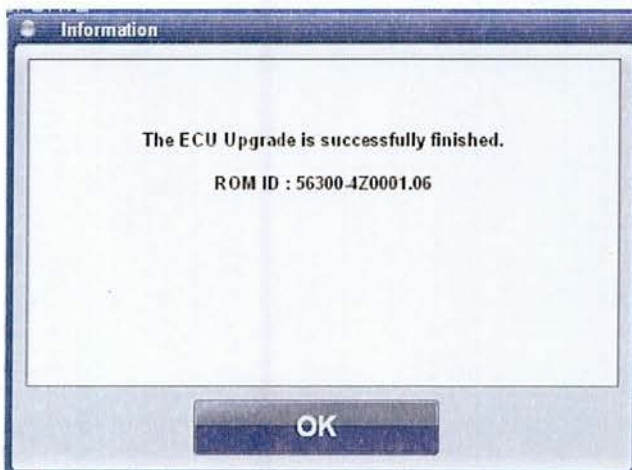 Information
The ECU Upgrade is successfully finished.
ROM ID : 56300-4Z0001.06
OK